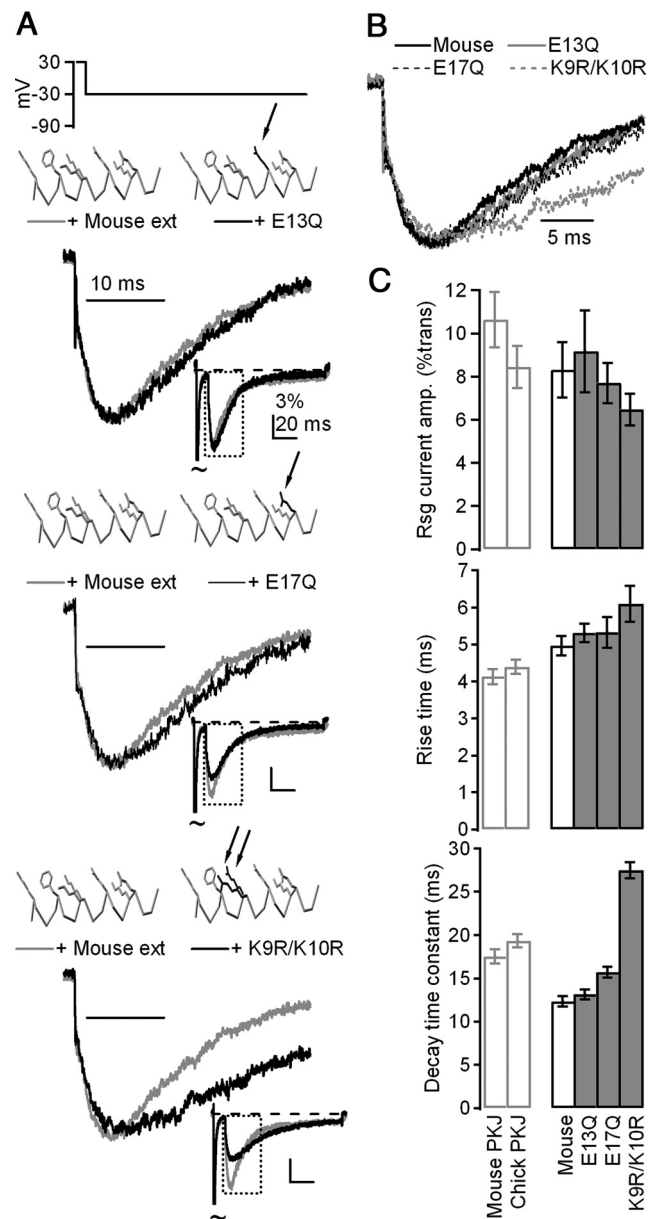 A
30
-30
-90
mV
+ Mouse ext
+ E13Q
10 ms
3%
20 ms
~
+ Mouse ext
+ E17Q
~
+ Mouse ext
+ K9R/K10R
~
B
Mouse
E13Q
E17Q
K9R/K10R
5 ms
C
Rsg current amp. (%trans)
12
10
8
6
4
2
0
Rise time (ms)
7
6
5
4
3
2
1
0
Decay time constant (ms)
30
25
20
15
10
5
0
Mouse PKJ
Chick PKJ
Mouse
E13Q
E17Q
K9R/K10R